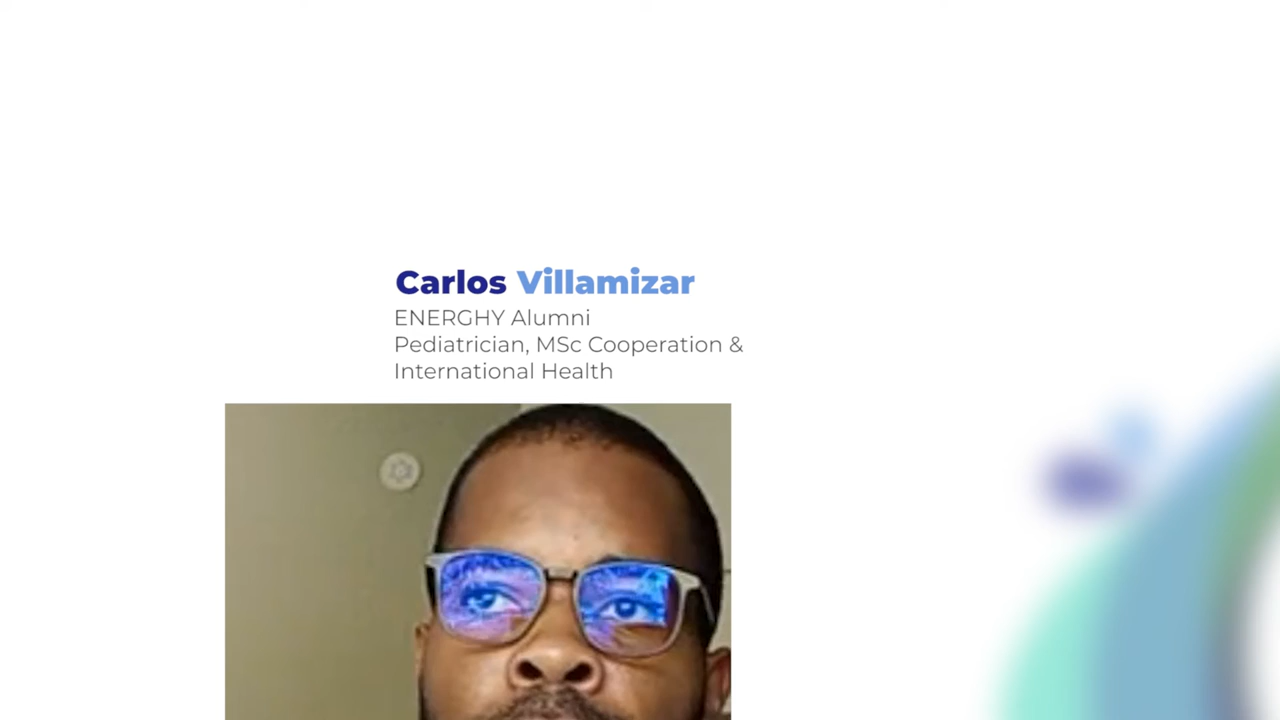 Carlos Villamizar
ENERGHY Alumni
Pediatrician, MSc Cooperation &
International Health